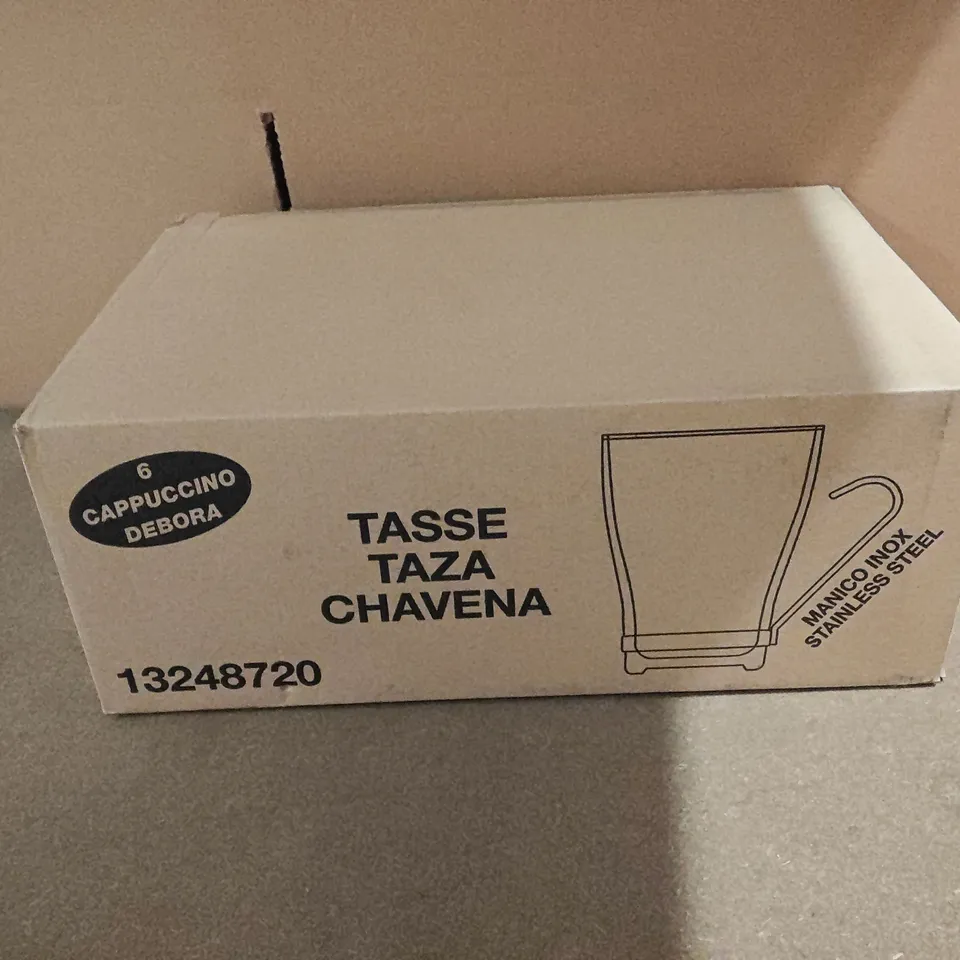 6
CAPPUCCINO
DEBORA
TASSE
TAZA
CHAVENA
13248720
MANICO INOX
STAINLESS STEEL